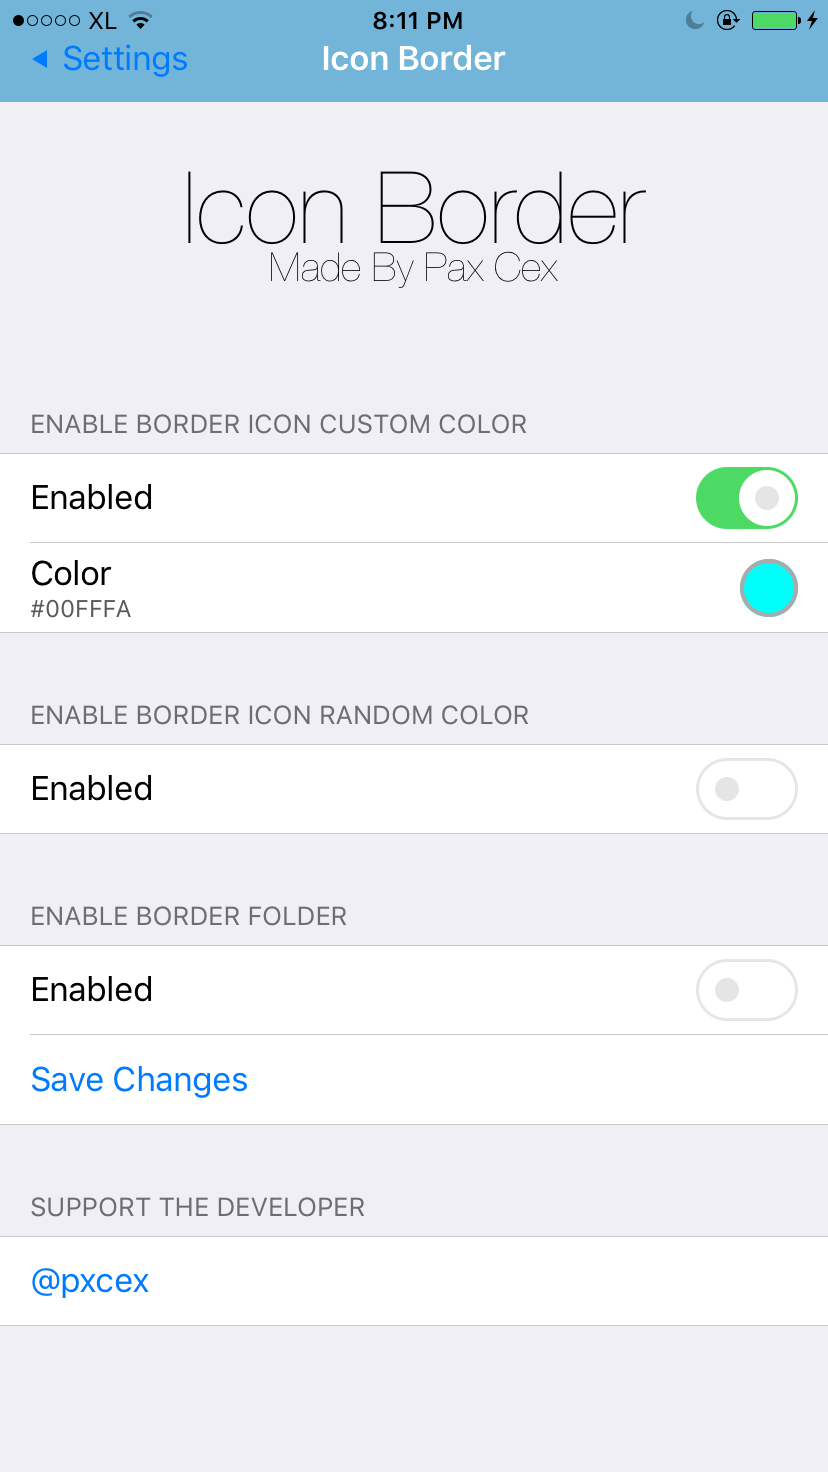 XL 8:11 PM
Settings Icon Border
Icon Border
Made By Pax Cex
ENABLE BORDER ICON CUSTOM COLOR
Enabled
Color
#00FFFA
ENABLE BORDER ICON RANDOM COLOR
Enabled
ENABLE BORDER FOLDER
Enabled
Save Changes
SUPPORT THE DEVELOPER
@pxcex